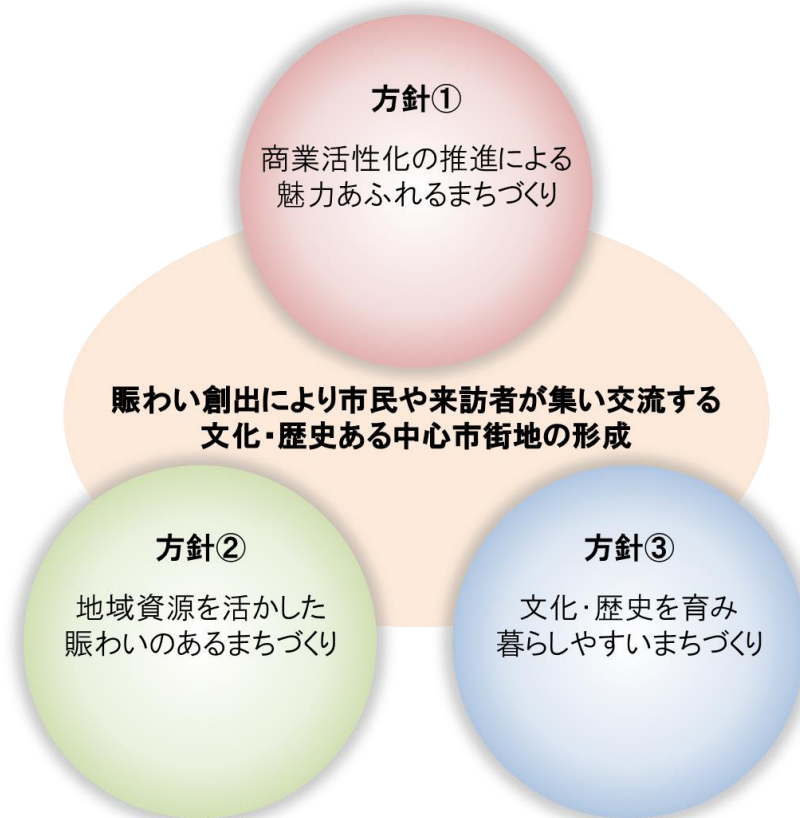 方針①
商業活性化の推進による
魅力あふれるまちづくり
賑わい創出により市民や来訪者が集い交流する
文化・歴史ある中心市街地の形成
方針②
地域資源を活かした
賑わいのあるまちづくり
方針③
文化・歴史を育み
暮らしやすいまちづくり